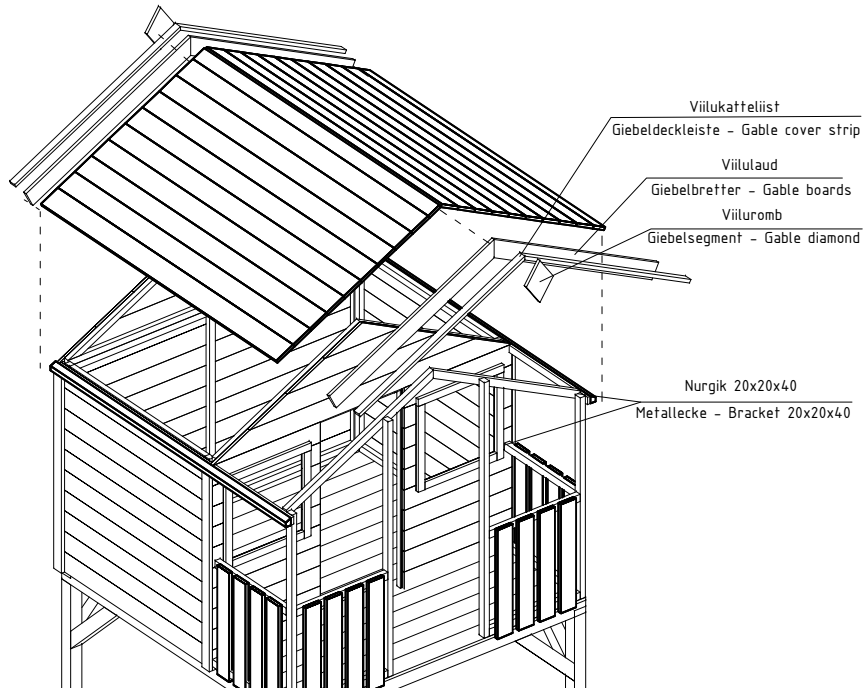 Viilukatteliist
Giebeldeckleiste - Gable cover strip
Viilulaud
Giebelbretter - Gable boards
Viiluromb
Giebelsegment - Gable diamond
Nurgik 20x20x40
Metallecke - Bracket 20x20x40